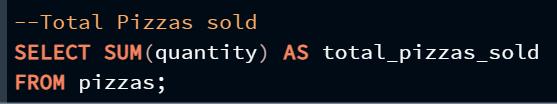 --Total Pizzas sold
SELECT SUM(quantity) AS total_pizzas_sold
FROM pizzas;